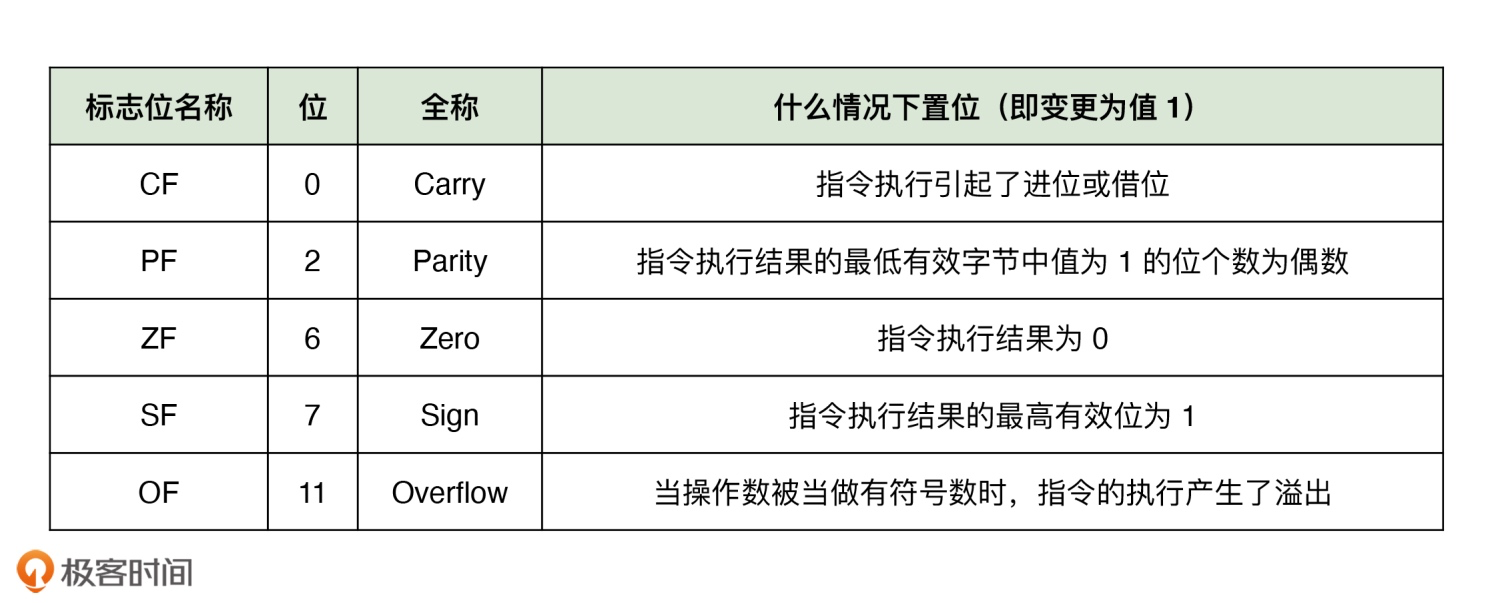 标志位名称 位 全称 什么情况下置位（即变更为值 1）
CF 0 Carry 指令执行引起了进位或借位
PF 2 Parity 指令执行结果的最低有效字节中值为 1 的位个数为偶数
ZF 6 Zero 指令执行结果为 0
SF 7 Sign 指令执行结果的最高有效位为 1
OF 11 Overflow 当操作数被当做有符号数时，指令的执行产生了溢出
极客时间